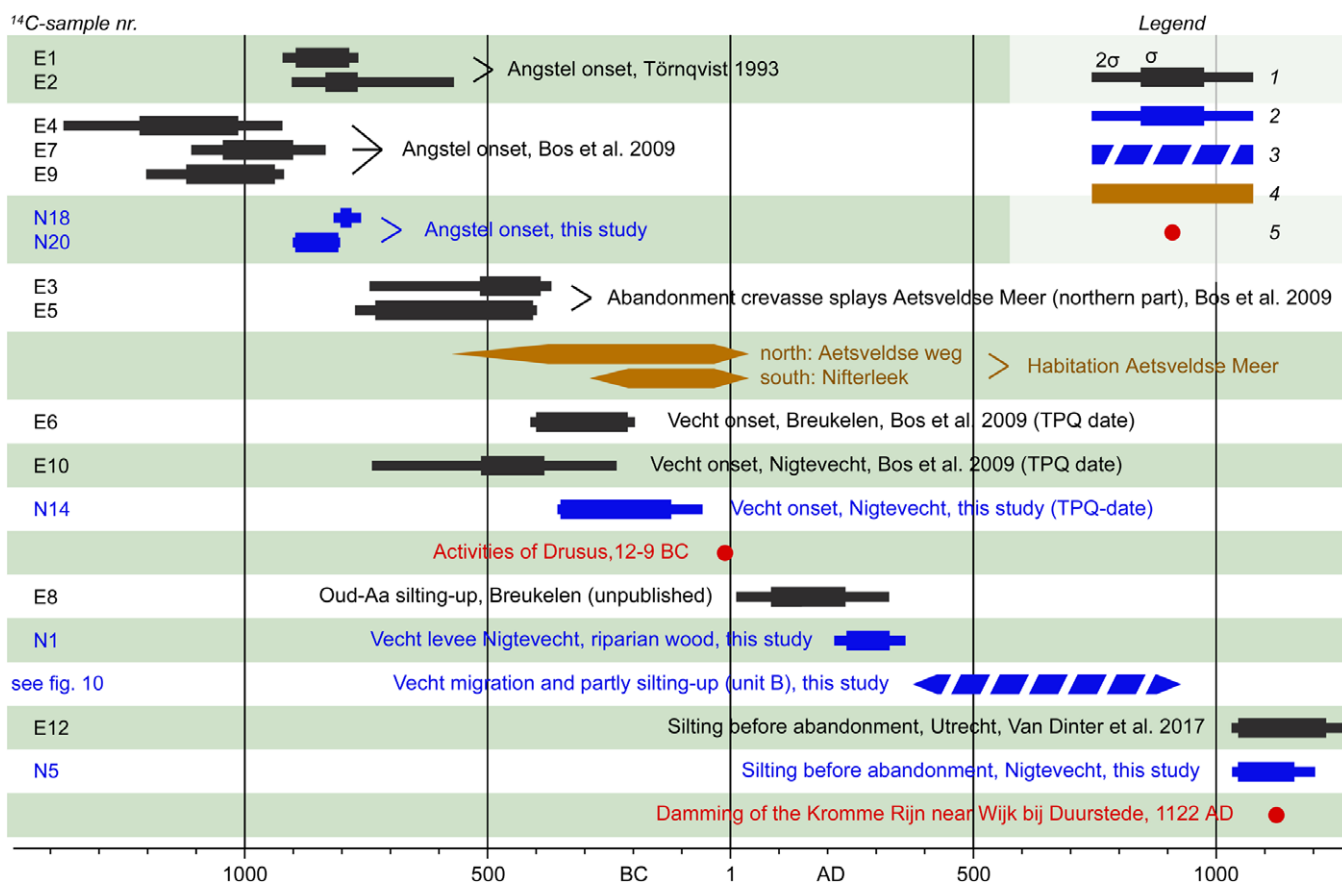 ¹⁴C-sample nr.
Legend
E1
E2
Angstel onset, Törnqvist 1993
2σ
σ
1
2
3
4
5
E4
E7
E9
Angstel onset, Bos et al. 2009
N18
N20
Angstel onset, this study
E3
E5
Abandonment crevasse splays Aetsveldse Meer (northern part), Bos et al. 2009
north: Aetsveldse weg
south: Nifterleek
Habitation Aetsveldse Meer
E6
Vecht onset, Breukelen, Bos et al. 2009 (TPQ date)
E10
Vecht onset, Nigtevecht, Bos et al. 2009 (TPQ date)
N14
Vecht onset, Nigtevecht, this study (TPQ-date)
Activities of Drusus,12-9 BC
E8
Oud-Aa silting-up, Breukelen (unpublished)
N1
Vecht levee Nigtevecht, riparian wood, this study
see fig. 10
Vecht migration and partly silting-up (unit B), this study
E12
Silting before abandonment, Utrecht, Van Dinter et al. 2017
N5
Silting before abandonment, Nigtevecht, this study
Damming of the Kromme Rijn near Wijk bij Duurstede, 1122 AD
1000 500 BC 1 AD 500 1000